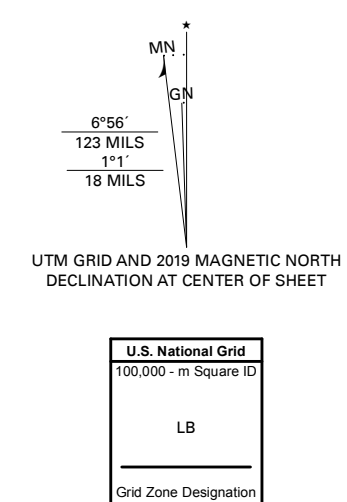 MN
GN
6°56´
123 MILS
1°1´
18 MILS
UTM GRID AND 2019 MAGNETIC NORTH
DECLINATION AT CENTER OF SHEET
U.S. National Grid
100,000 - m Square ID
LB
Grid Zone Designation